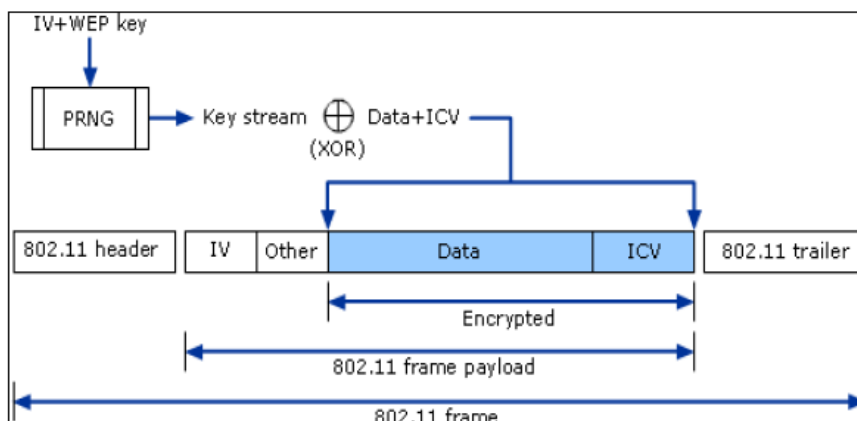 IV+WEP key
PRNG
Key stream
(XOR)
Data+ICV
802.11 header
IV
Other
Data
ICV
802.11 trailer
Encrypted
802.11 frame payload
802.11 frame